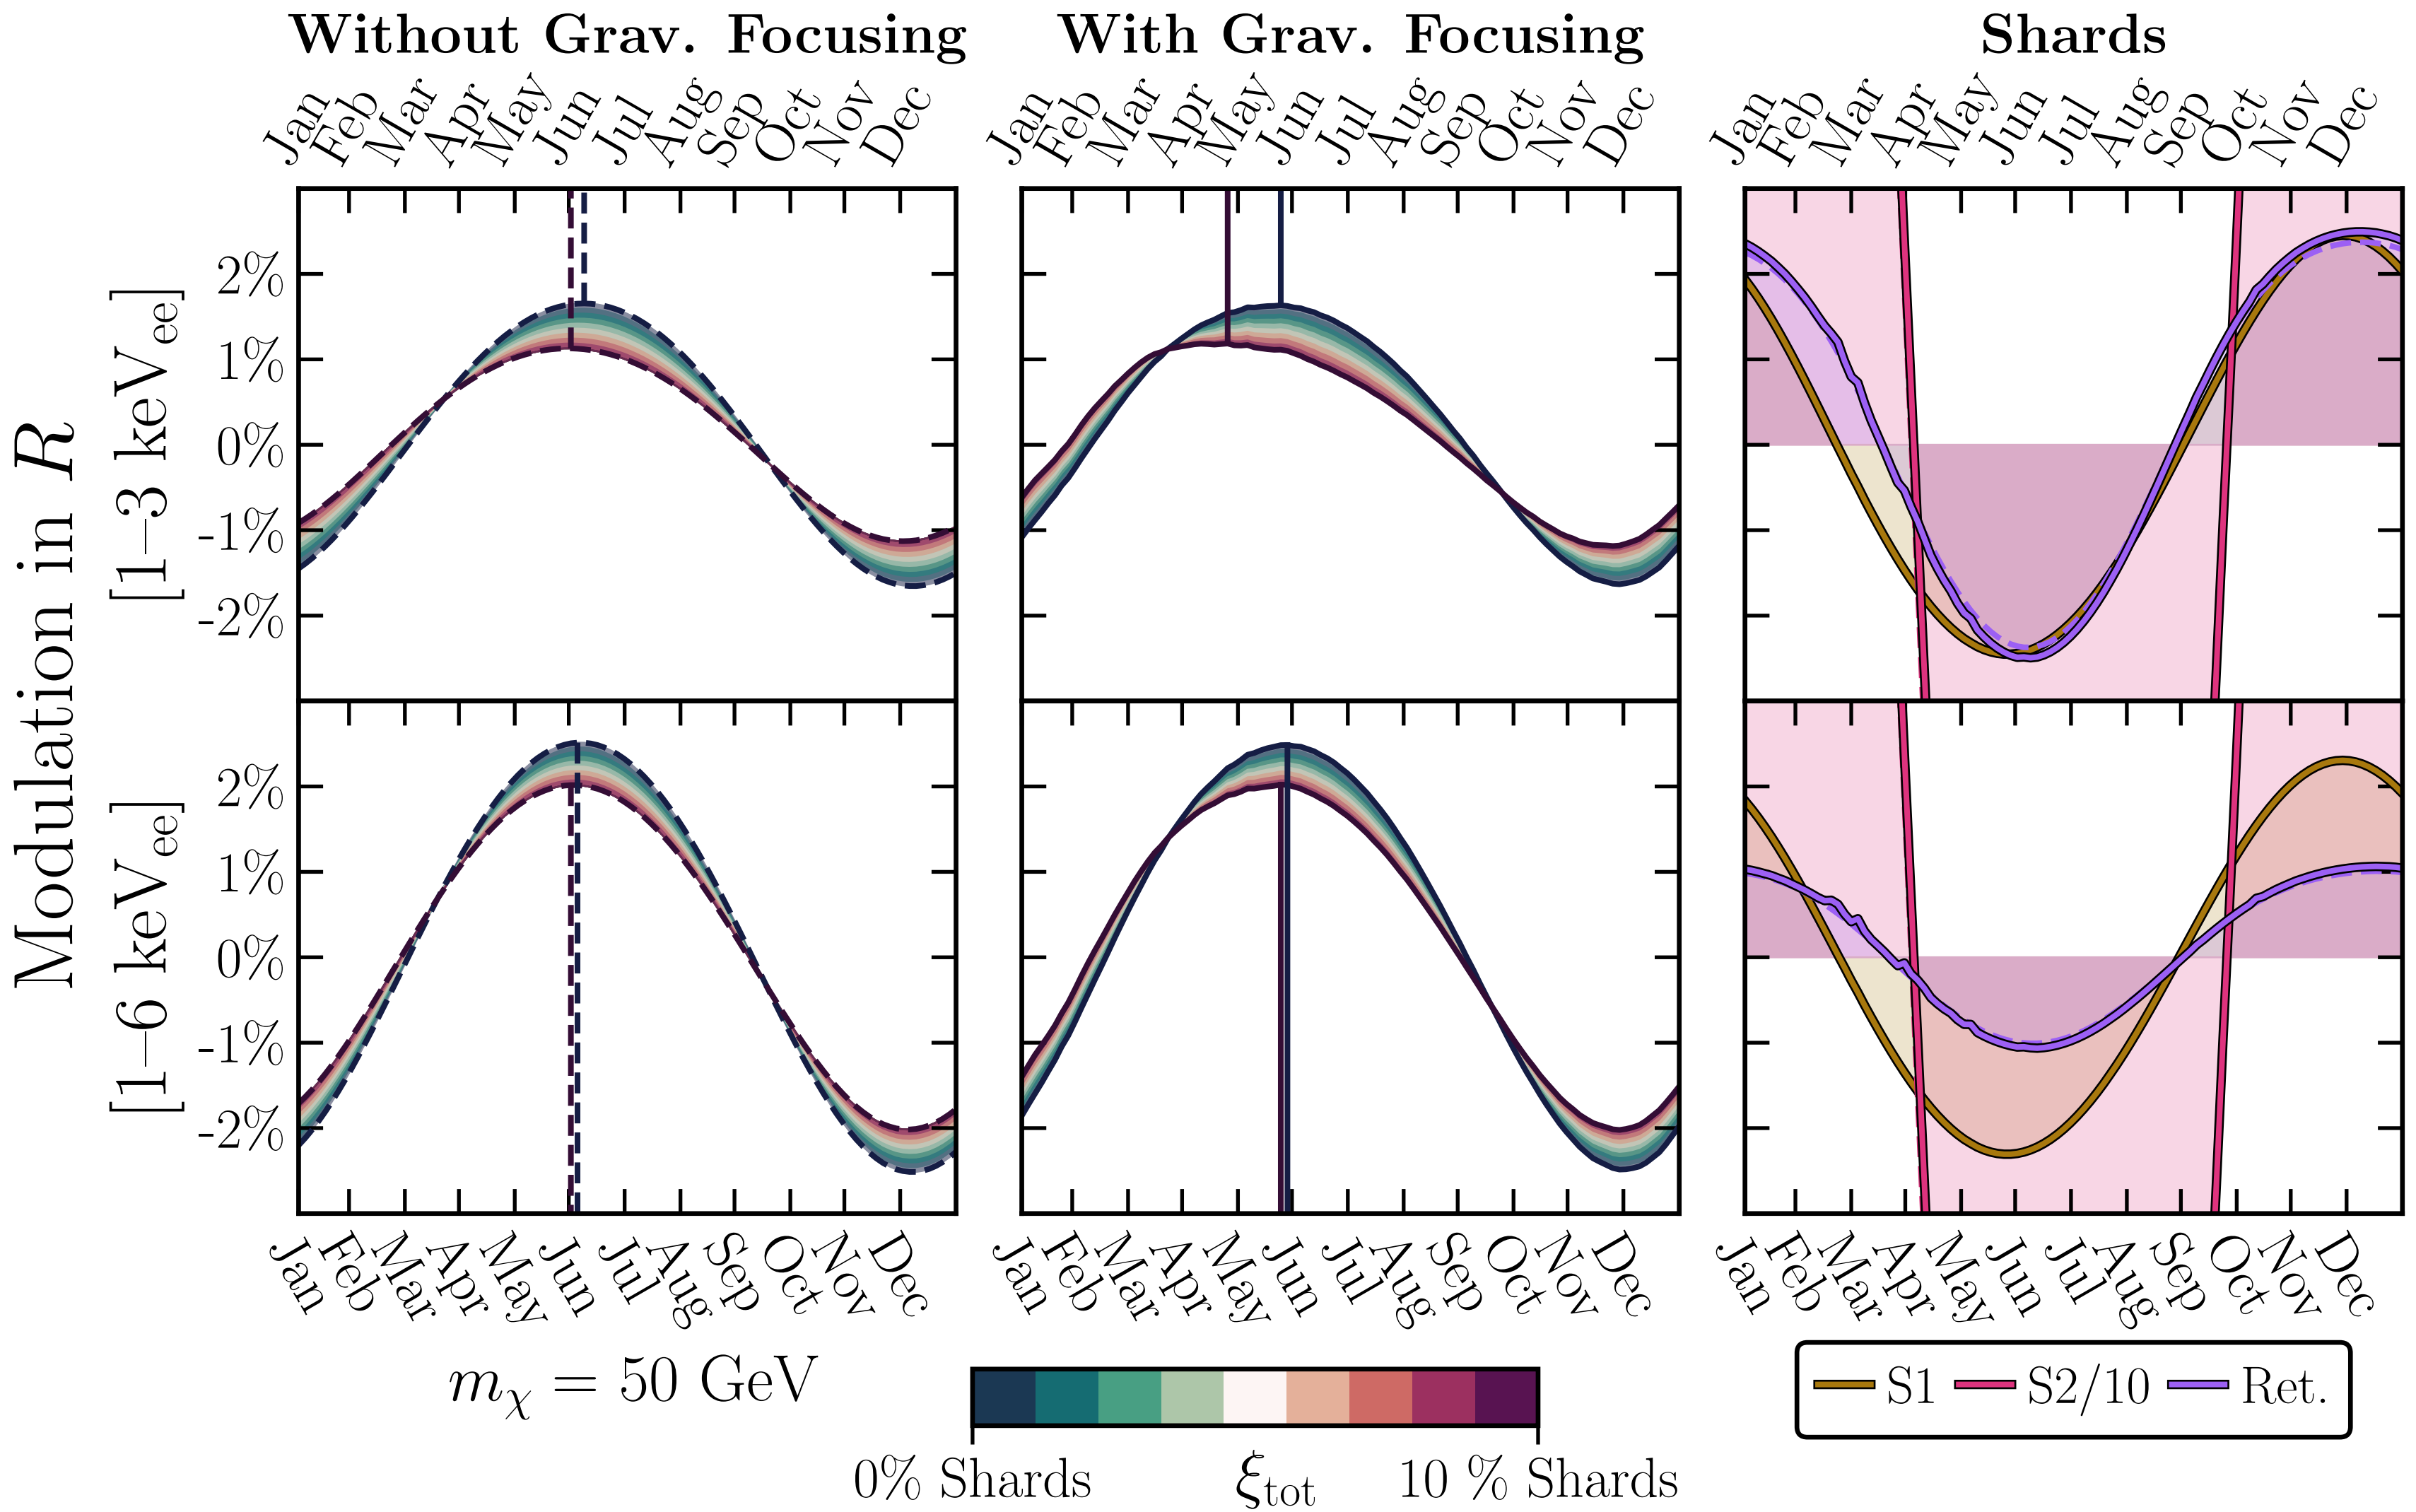 Without Grav. Focusing
With Grav. Focusing
Shards
Jan Feb Mar Apr May Jun Jul Aug Sep Oct Nov Dec
Jan Feb Mar Apr May Jun Jul Aug Sep Oct Nov Dec
Jan Feb Mar Apr May Jun Jul Aug Sep Oct Nov Dec
Modulation in R
[1–3 keVee]
2%
1%
0%
-1%
-2%
[1–6 keVee]
2%
1%
0%
-1%
-2%
Jan Feb Mar Apr May Jun Jul Aug Sep Oct Nov Dec
Jan Feb Mar Apr May Jun Jul Aug Sep Oct Nov Dec
Jan Feb Mar Apr May Jun Jul Aug Sep Oct Nov Dec
mχ = 50 GeV
0% Shards
ξtot
10 % Shards
S1 S2/10 Ret.